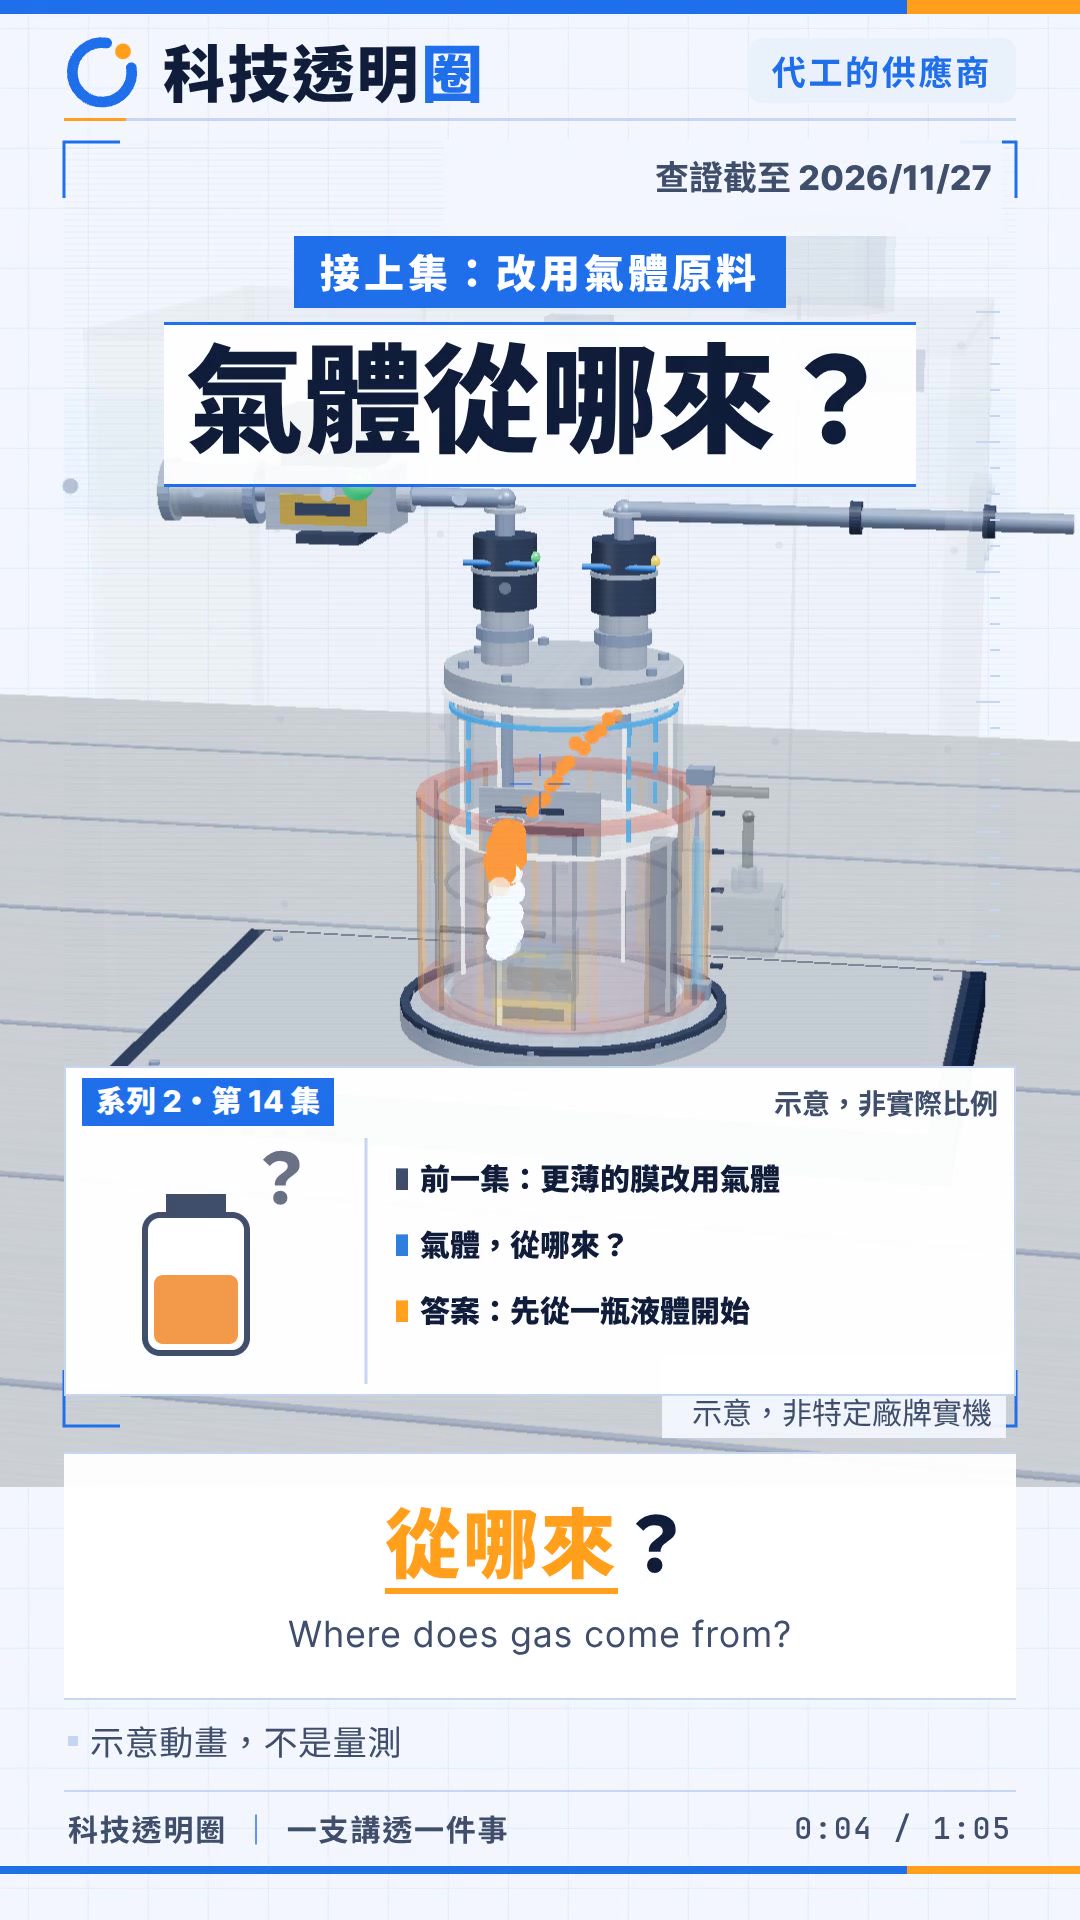 科技透明圈
代工的供應商
查證截至 2026/11/27
接上集：改用氣體原料
氣體從哪來？
系列 2・第 14 集
示意，非實際比例
?
前一集：更薄的膜改用氣體
氣體，從哪來？
答案：先從一瓶液體開始
示意，非特定廠牌實機
從哪來？
Where does gas come from?
示意動畫，不是量測
科技透明圈｜一支講透一件事
0:04 / 1:05